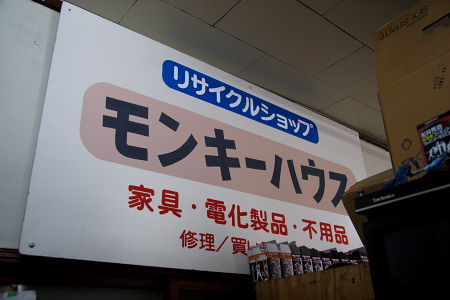 リサイクルショップ
モンキーハウス
家具・電化製品・不用品
修理／買